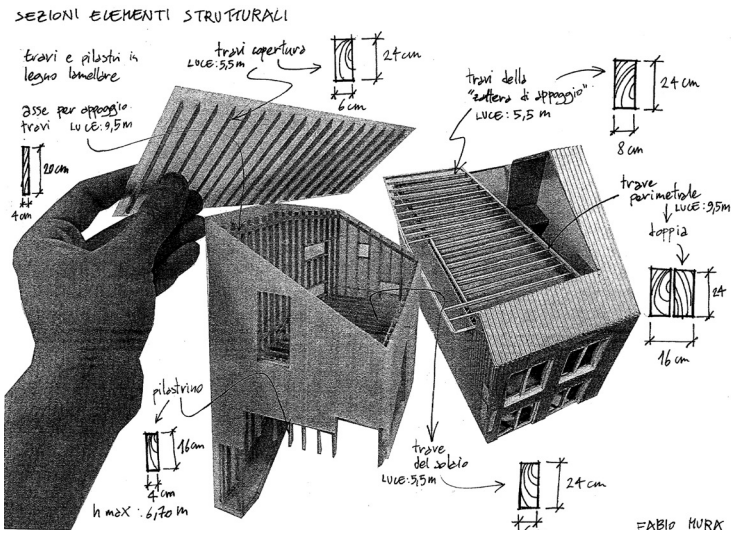 SEZIONI ELEMENTI STRUTTURALI
travi e pilastri in
legno lamellare
travi copertura
LUCE: 5,5 m
24 cm
6 cm
asse per appoggio
travi LUCE: 9,5 m
20 cm
4 cm
travi della
"zattera di appoggio"
LUCE: 5,5 m
24 cm
8 cm
trave
perimetrale
LUCE: 9,5 m
doppia
24
16 cm
pilastrino
16 cm
4 cm
h max : 6,70 m
trave
del solaio
LUCE: 5,5 m
24 cm
FABIO MURA